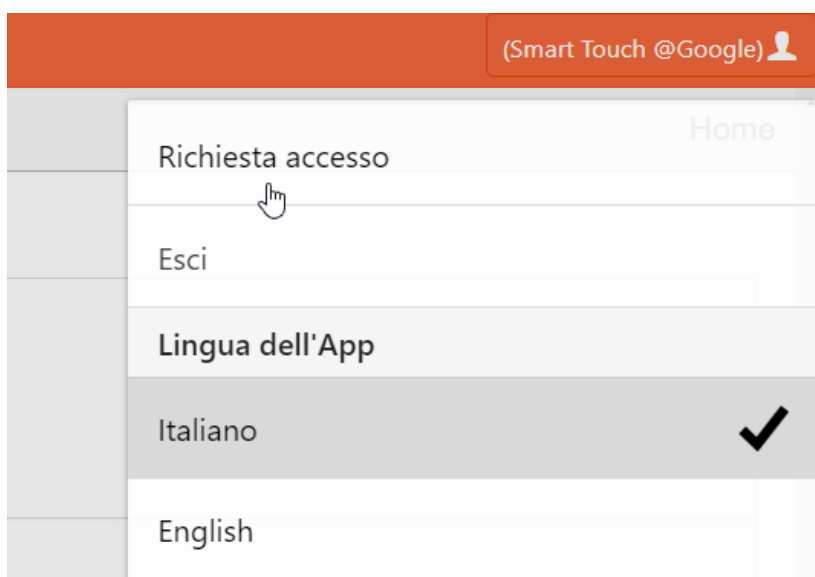 (Smart Touch @Google)
Home
Richiesta accesso
Esci
Lingua dell'App
Italiano
English